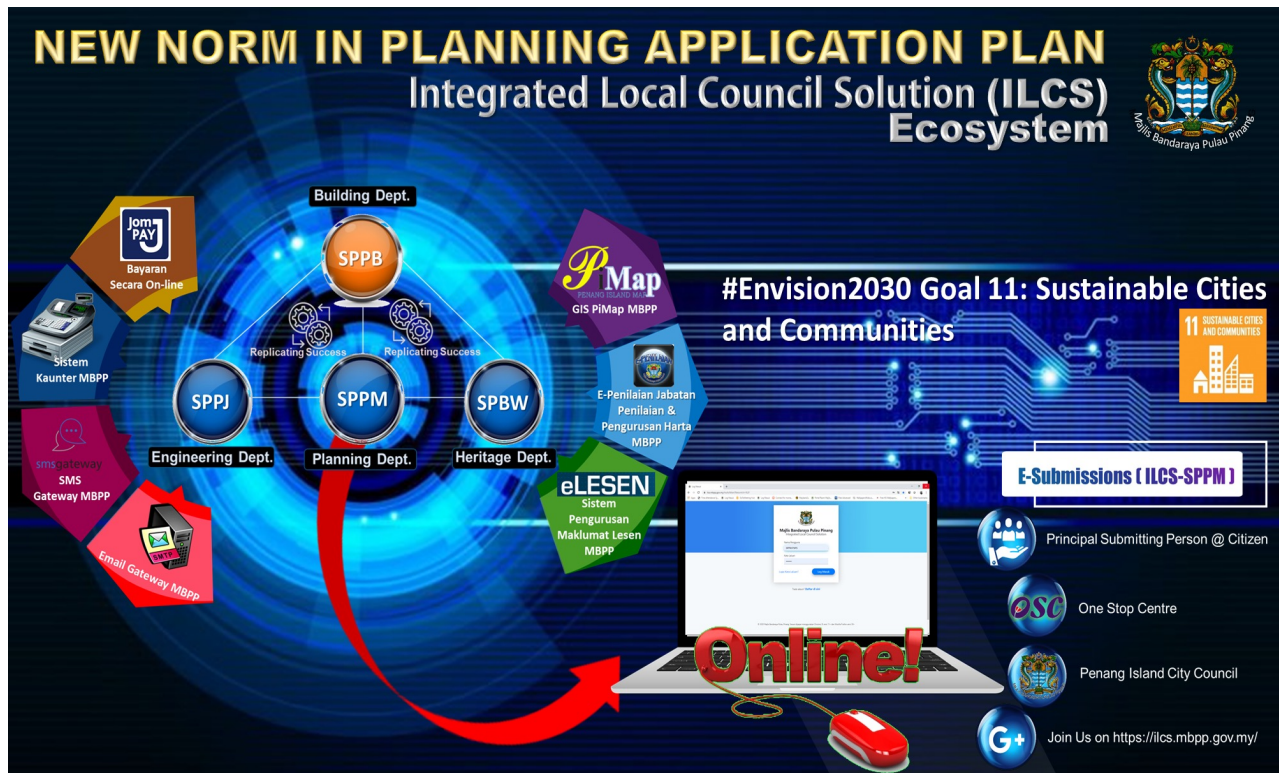 NEW NORM IN PLANNING APPLICATION PLAN
Integrated Local Council Solution (ILCS)
Ecosystem
Majlis Bandaraya Pulau Pinang
Building Dept.
SPPB
Jom
PAY
J
Bayaran
Secara On-line
Sistem
Kaunter MBPP
smsgateway
SMS
Gateway MBPP
SMTP
Email Gateway MBPP
Replicating Success
Replicating Success
SPPJ
SPPM
SPBW
Engineering Dept.
Planning Dept.
Heritage Dept.
PiMap
PENANG ISLAND MAP
GIS PiMap MBPP
E-Penilaian Jabatan
Penilaian &
Pengurusan Harta
MBPP
eLESEN
Sistem
Pengurusan
Maklumat Lesen
MBPP
#Envision2030 Goal 11: Sustainable Cities
and Communities
11 SUSTAINABLE CITIES
AND COMMUNITIES
E-Submissions ( ILCS-SPPM )
Majlis Bandaraya Pulau Pinang
Integrated Local Council Solution
Online!
Principal Submitting Person @ Citizen
OSC
One Stop Centre
Penang Island City Council
G+
Join Us on https://ilcs.mbpp.gov.my/